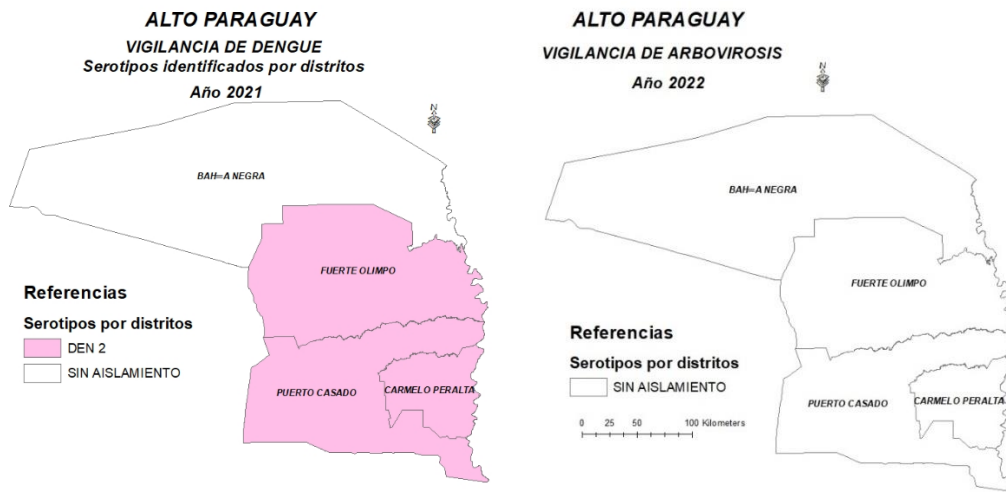 ALTO PARAGUAY
VIGILANCIA DE DENGUE
Serotipos identificados por distritos
Año 2021
N
BAH=A NEGRA
FUERTE OLIMPO
PUERTO CASADO
CARMELO PERALTA
Referencias
Serotipos por distritos
DEN 2
SIN AISLAMIENTO
ALTO PARAGUAY
VIGILANCIA DE ARBOVIROSIS
Año 2022
N
BAH=A NEGRA
FUERTE OLIMPO
PUERTO CASADO
CARMELO PERALTA
Referencias
Serotipos por distritos
SIN AISLAMIENTO
0 25 50 100 Kilometers